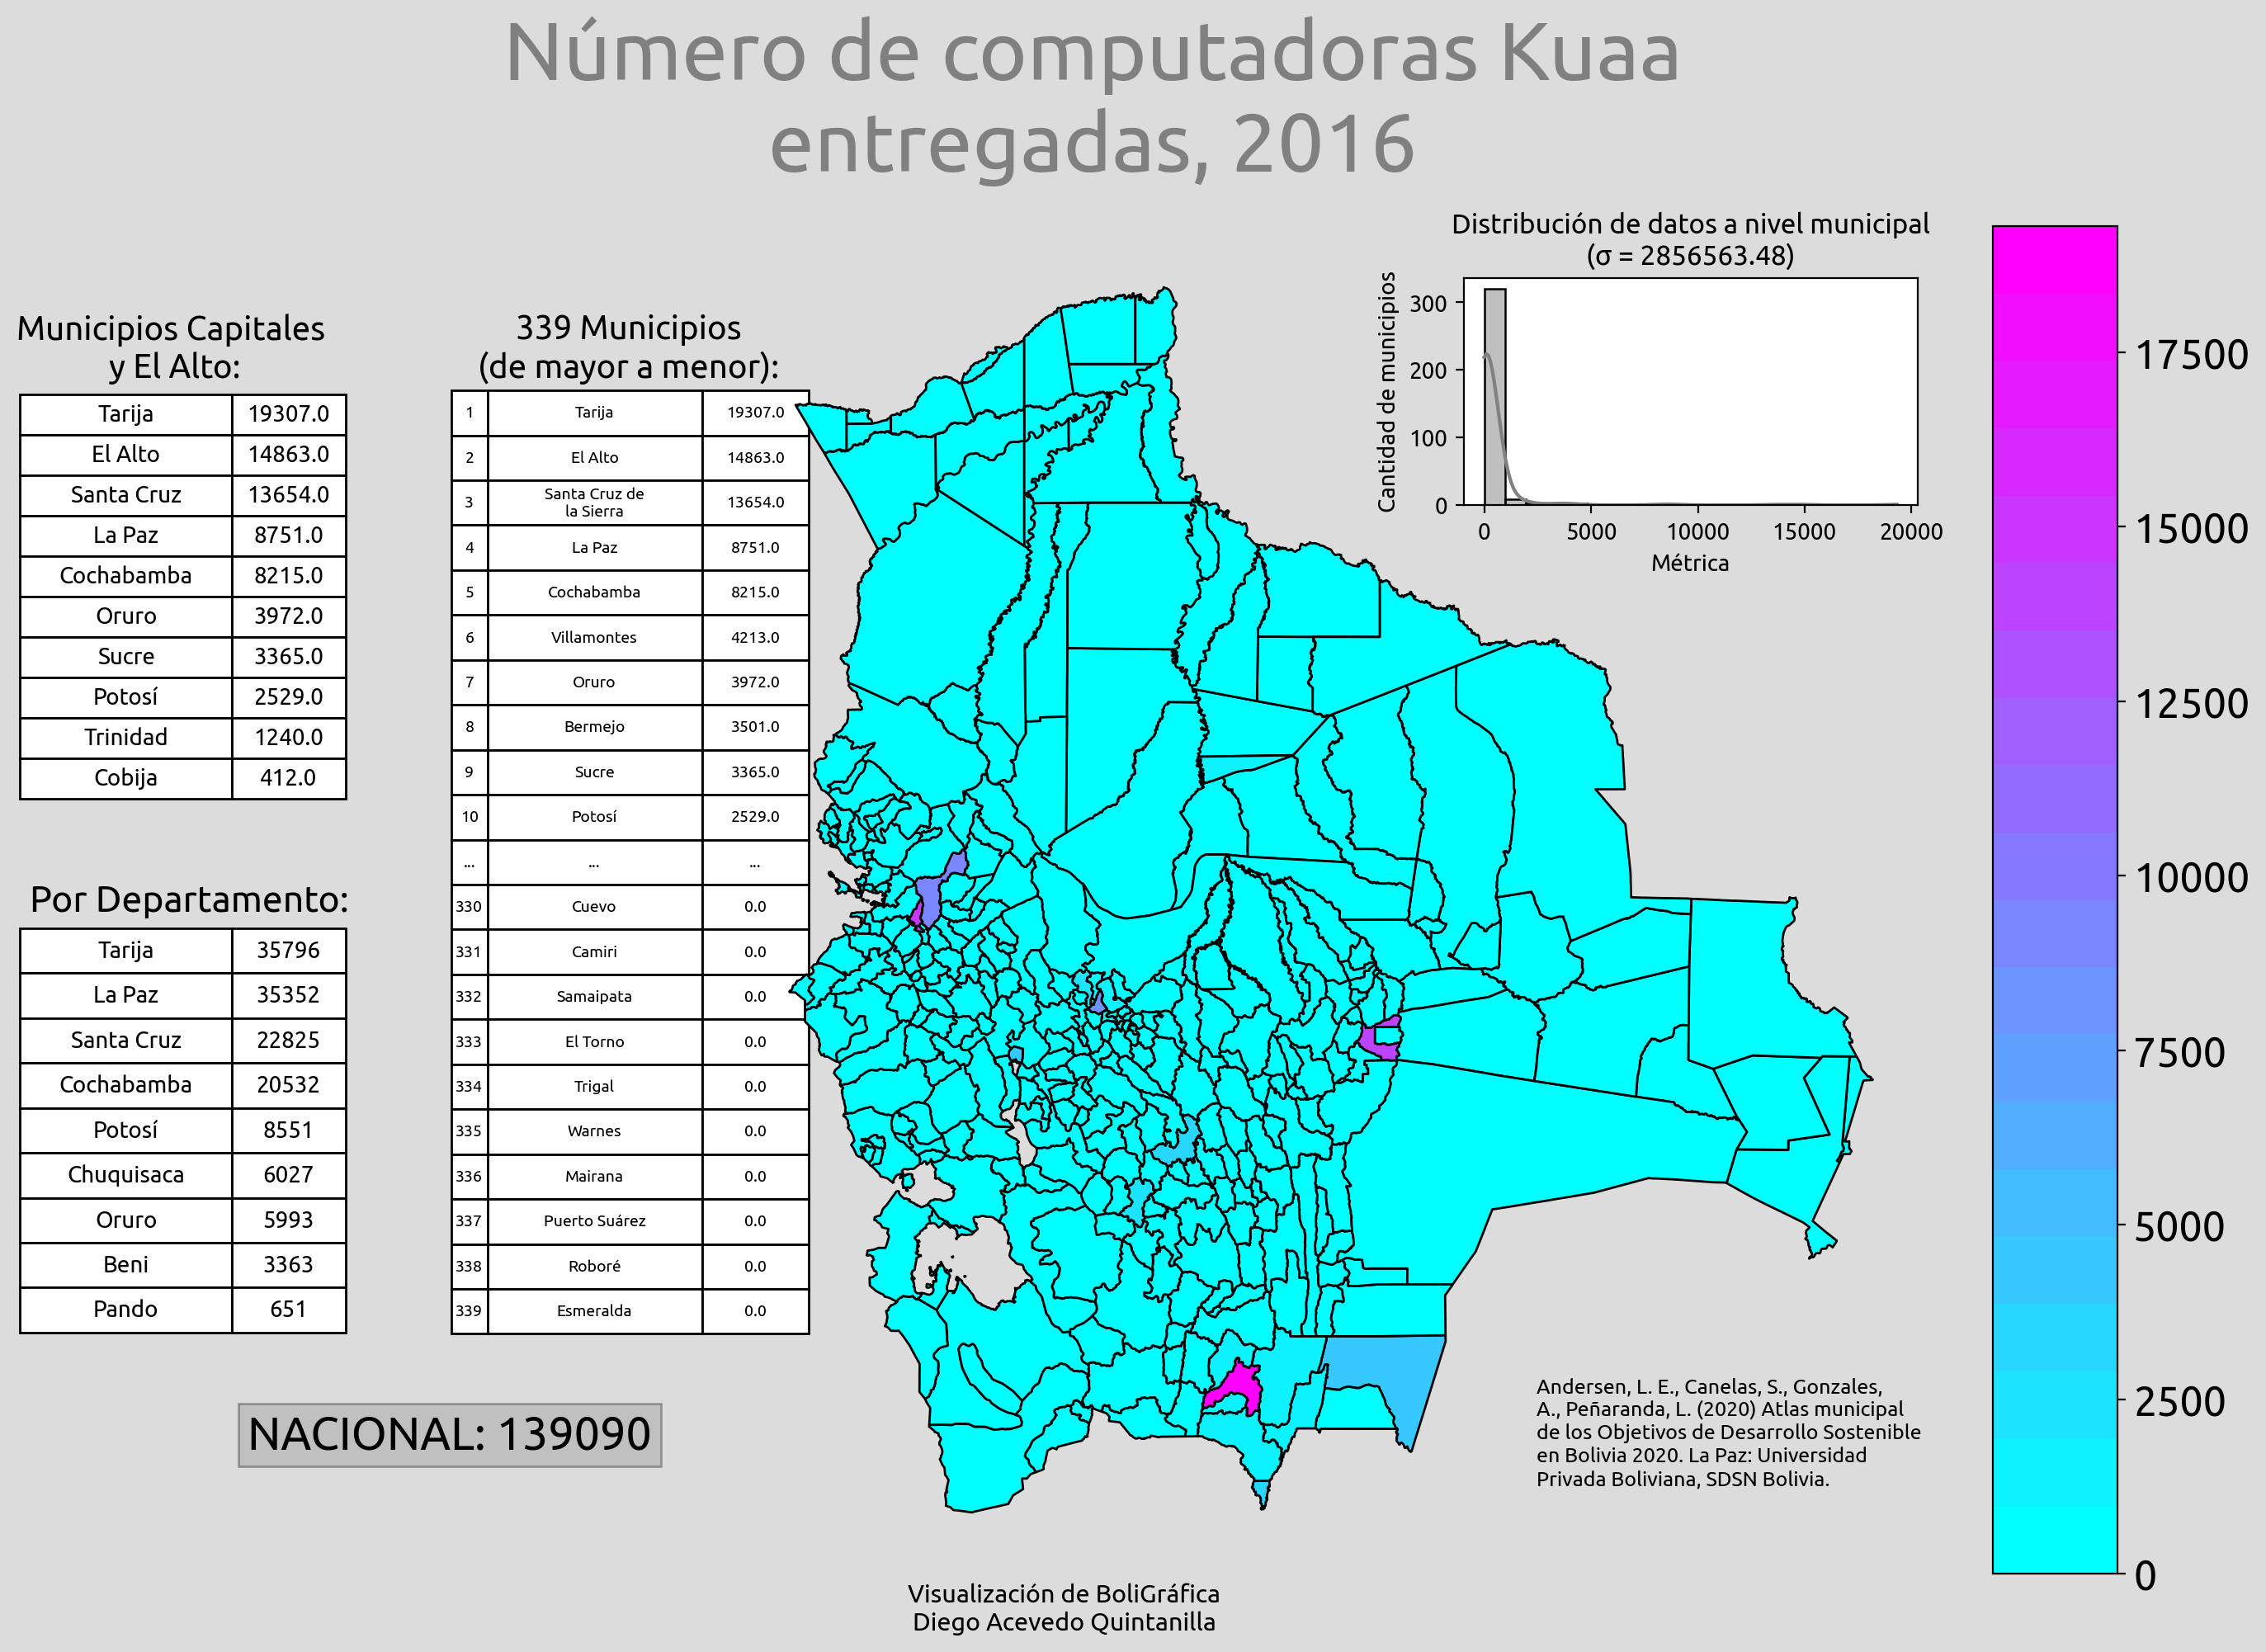 Número de computadoras Kuaa
entregadas, 2016
Municipios Capitales
y El Alto:
Tarija 19307.0
El Alto 14863.0
Santa Cruz 13654.0
La Paz 8751.0
Cochabamba 8215.0
Oruro 3972.0
Sucre 3365.0
Potosí 2529.0
Trinidad 1240.0
Cobija 412.0
Por Departamento:
Tarija 35796
La Paz 35352
Santa Cruz 22825
Cochabamba 20532
Potosí 8551
Chuquisaca 6027
Oruro 5993
Beni 3363
Pando 651
NACIONAL: 139090
339 Municipios
(de mayor a menor):
1 Tarija 19307.0
2 El Alto 14863.0
3 Santa Cruz de
la Sierra 13654.0
4 La Paz 8751.0
5 Cochabamba 8215.0
6 Villamontes 4213.0
7 Oruro 3972.0
8 Bermejo 3501.0
9 Sucre 3365.0
10 Potosí 2529.0
... ... ...
330 Cuevo 0.0
331 Camiri 0.0
332 Samaipata 0.0
333 El Torno 0.0
334 Trigal 0.0
335 Warnes 0.0
336 Mairana 0.0
337 Puerto Suárez 0.0
338 Roboré 0.0
339 Esmeralda 0.0
Distribución de datos a nivel municipal
(σ = 2856563.48)
Cantidad de municipios
300
200
100
0
0 5000 10000 15000 20000
Métrica
17500
15000
12500
10000
7500
5000
2500
0
Andersen, L. E., Canelas, S., Gonzales,
A., Peñaranda, L. (2020) Atlas municipal
de los Objetivos de Desarrollo Sostenible
en Bolivia 2020. La Paz: Universidad
Privada Boliviana, SDSN Bolivia.
Visualización de BoliGráfica
Diego Acevedo Quintanilla